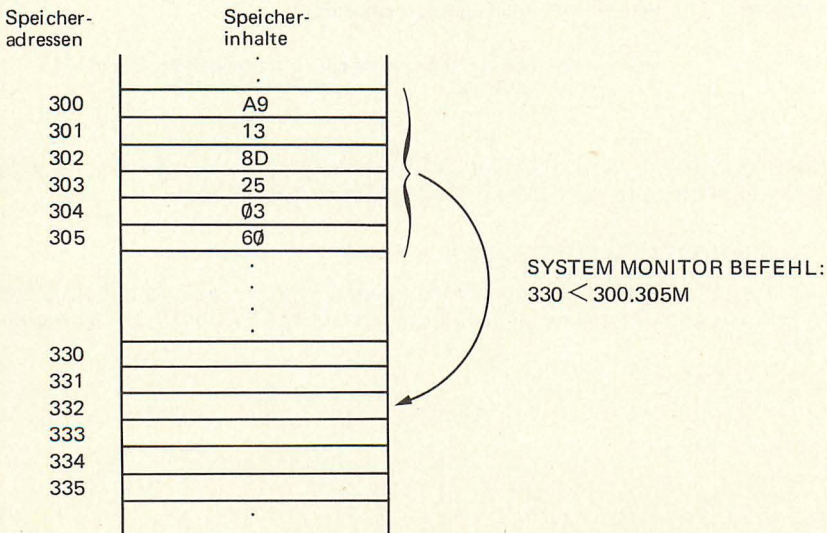 Speicher-
adressen
Speicher-
inhalte
300 A9
301 13
302 8D
303 25
304 Ø3
305 6Ø
SYSTEM MONITOR BEFEHL:
330 < 300.305M
330
331
332
333
334
335